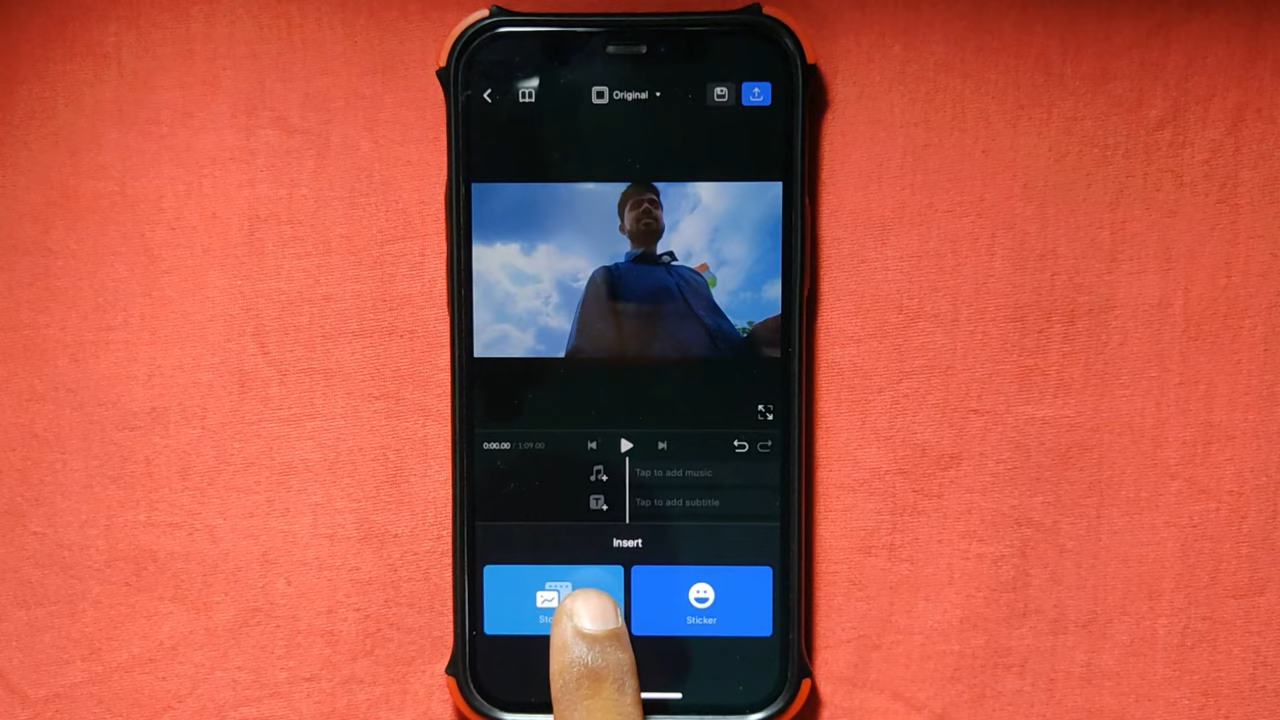 Original
0:00.00 / 1:09.00
Tap to add music
T
Tap to add subtitle
Insert
Sticker